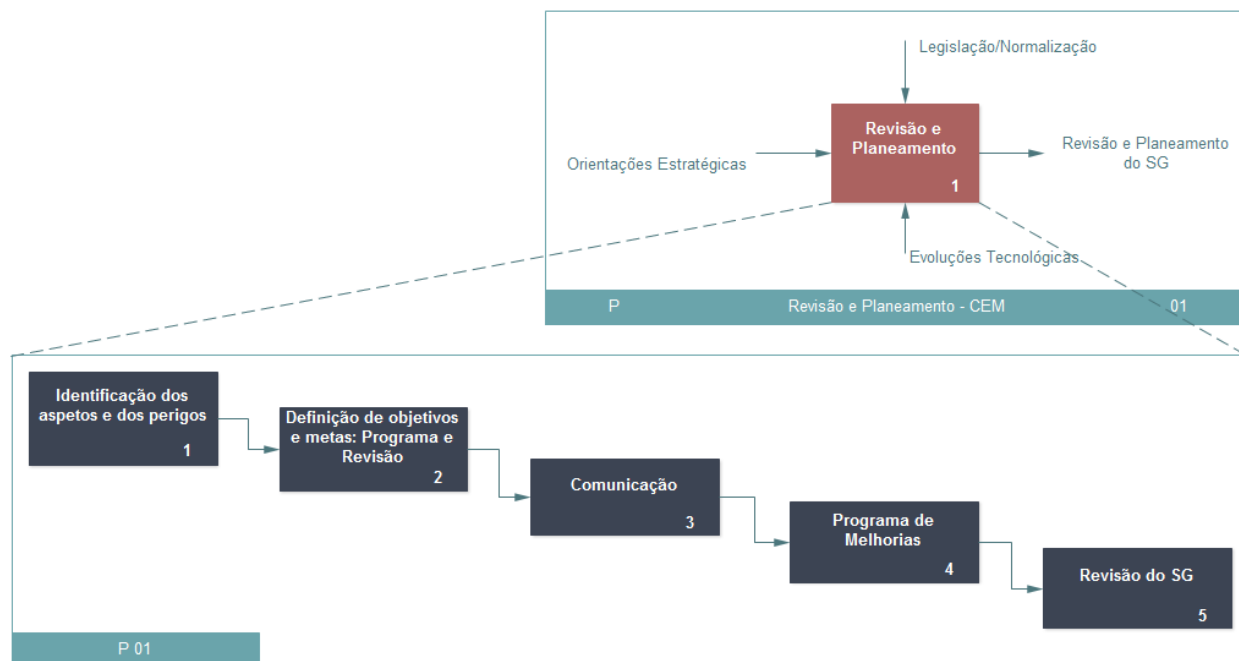 Legislação/Normalização
Revisão e
Planeamento
1
Orientações Estratégicas
Revisão e Planeamento
do SG
Evoluções Tecnológicas
P
Revisão e Planeamento - CEM
01
Identificação dos
aspetos e dos perigos
1
Definição de objetivos
e metas: Programa e
Revisão
2
Comunicação
3
Programa de
Melhorias
4
Revisão do SG
5
P 01